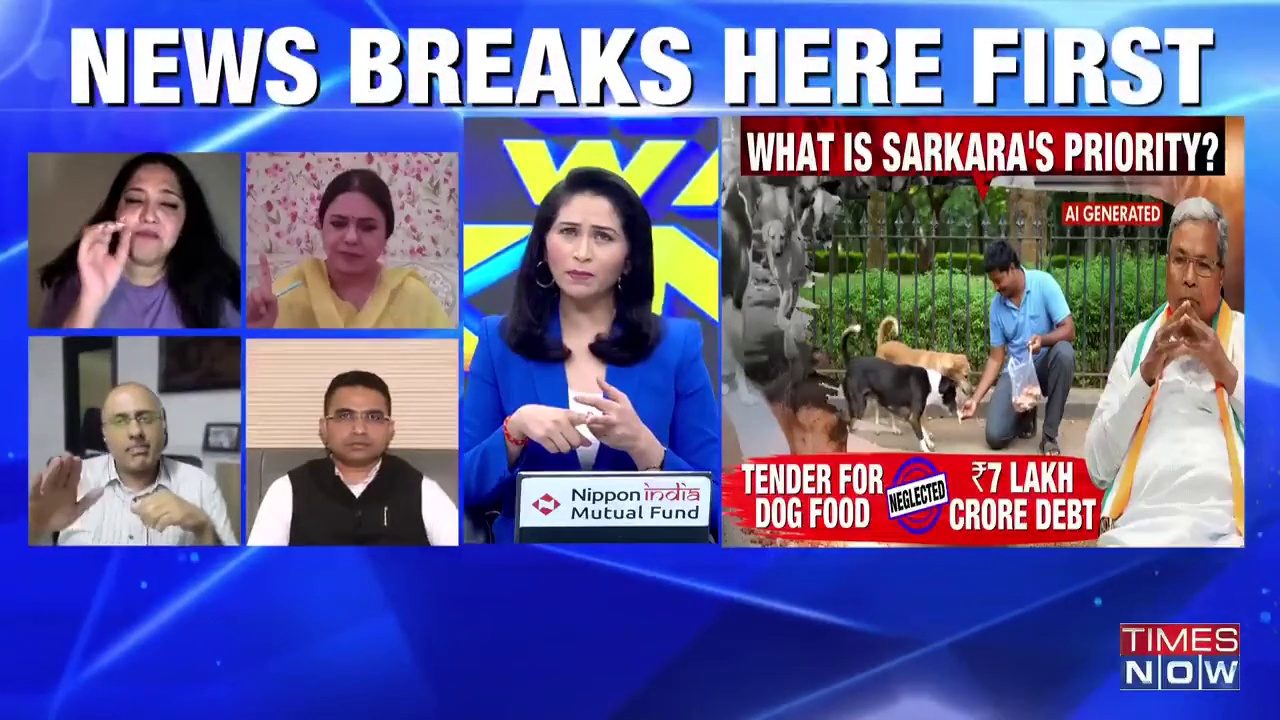 NEWS BREAKS HERE FIRST
WHAT IS SARKARA'S PRIORITY?
AI GENERATED
TENDER FOR
DOG FOOD
NEGLECTED
₹7 LAKH
CRORE DEBT
Nippon india
Mutual Fund
TIMES
NOW